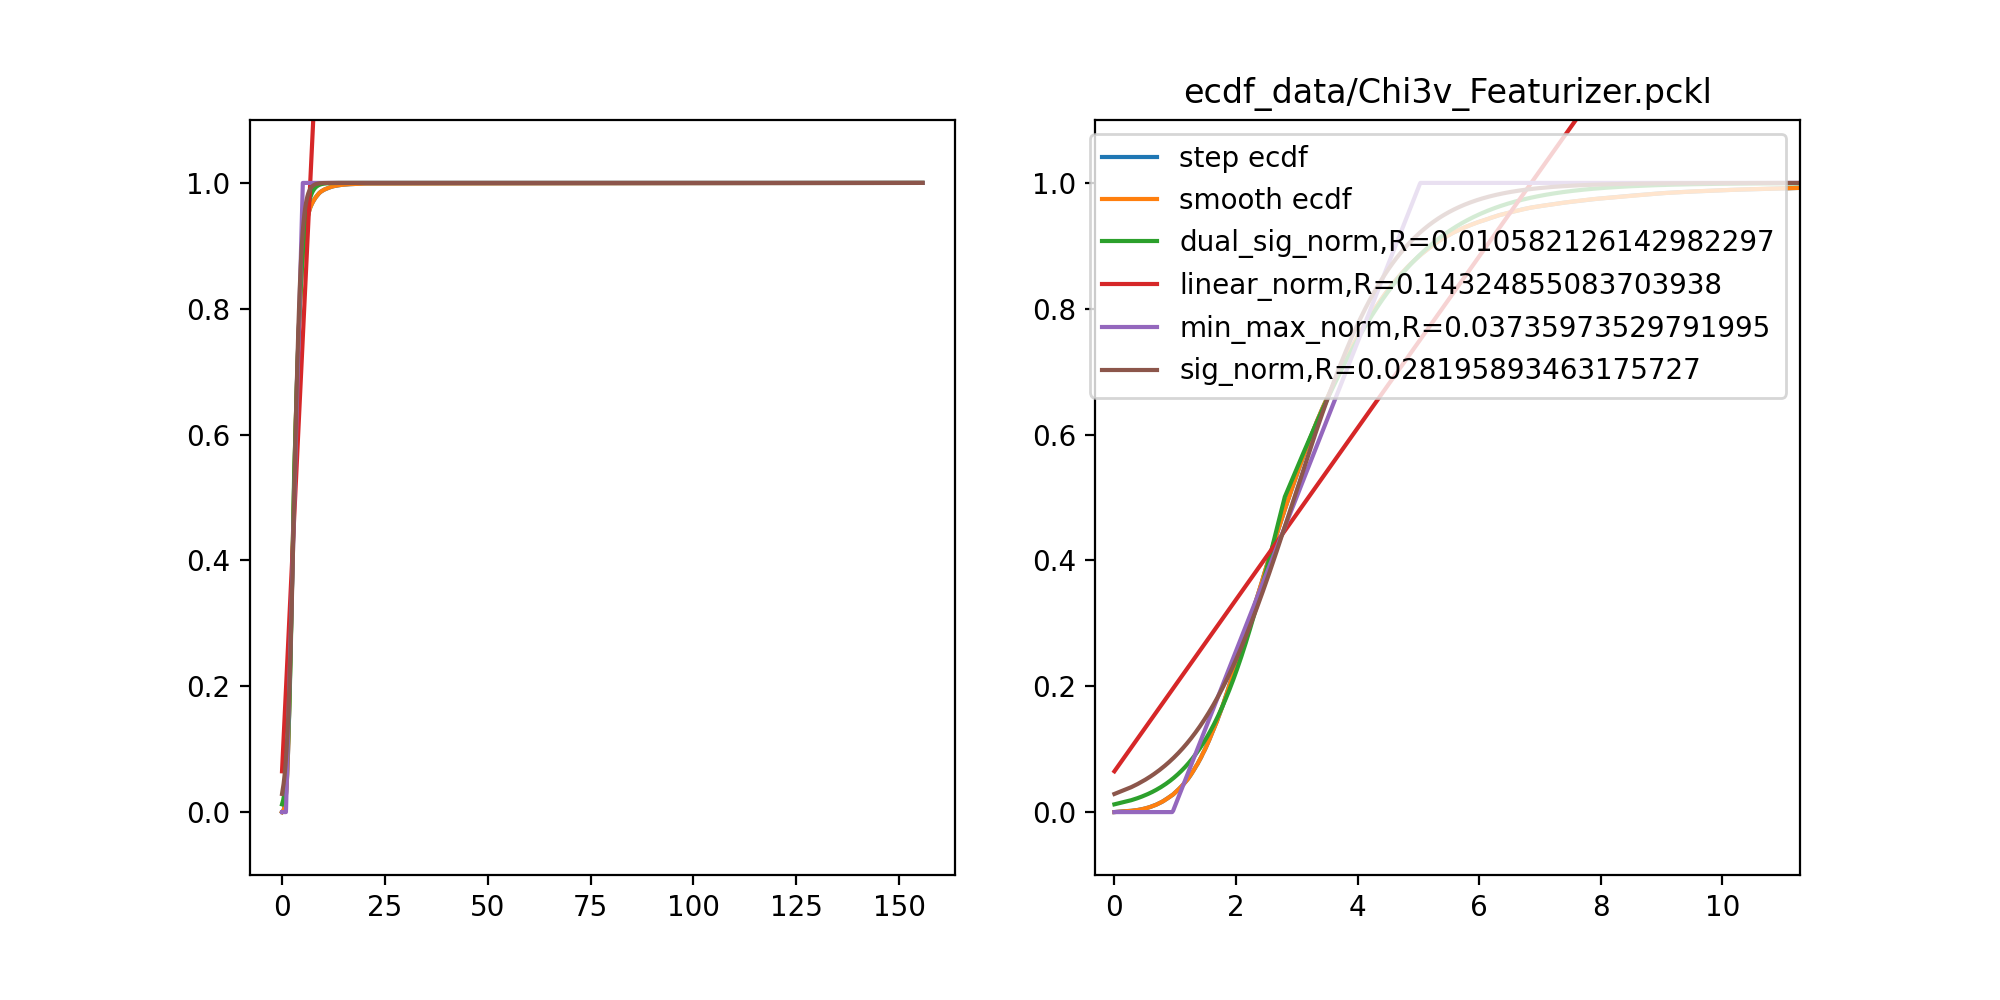 ecdf_data/Chi3v_Featurizer.pckl
1.0
0.8
0.6
0.4
0.2
0.0
0 25 50 75 100 125 150
1.0
0.8
0.6
0.4
0.2
0.0
0 2 4 6 8 10
step ecdf
smooth ecdf
dual_sig_norm,R=0.010582126142982297
linear_norm,R=0.14324855083703938
min_max_norm,R=0.03735973529791995
sig_norm,R=0.028195893463175727